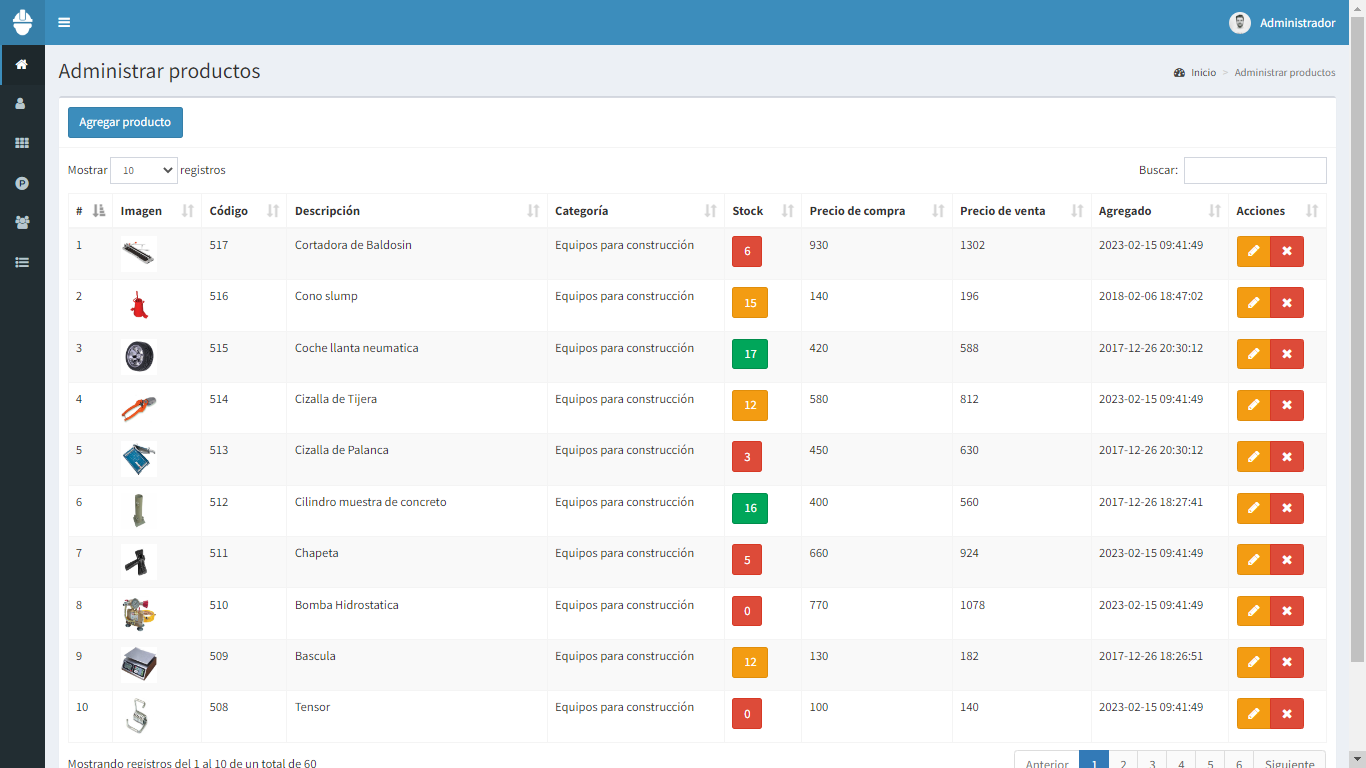 Administrador
Administrar productos
Inicio > Administrar productos
Agregar producto
Mostrar 10 registros Buscar:
# Imagen Código Descripción Categoría Stock Precio de compra Precio de venta Agregado Acciones
1 517 Cortadora de Baldosin Equipos para construcción 6 930 1302 2023-02-15 09:41:49
2 516 Cono slump Equipos para construcción 15 140 196 2018-02-06 18:47:02
3 515 Coche llanta neumatica Equipos para construcción 17 420 588 2017-12-26 20:30:12
4 514 Cizalla de Tijera Equipos para construcción 12 580 812 2023-02-15 09:41:49
5 513 Cizalla de Palanca Equipos para construcción 3 450 630 2017-12-26 20:30:12
6 512 Cilindro muestra de concreto Equipos para construcción 16 400 560 2017-12-26 18:27:41
7 511 Chapeta Equipos para construcción 5 660 924 2023-02-15 09:41:49
8 510 Bomba Hidrostatica Equipos para construcción 0 770 1078 2023-02-15 09:41:49
9 509 Bascula Equipos para construcción 12 130 182 2017-12-26 18:26:51
10 508 Tensor Equipos para construcción 0 100 140 2023-02-15 09:41:49
Mostrando registros del 1 al 10 de un total de 60 Anterior 1 2 3 4 5 6 Siguiente